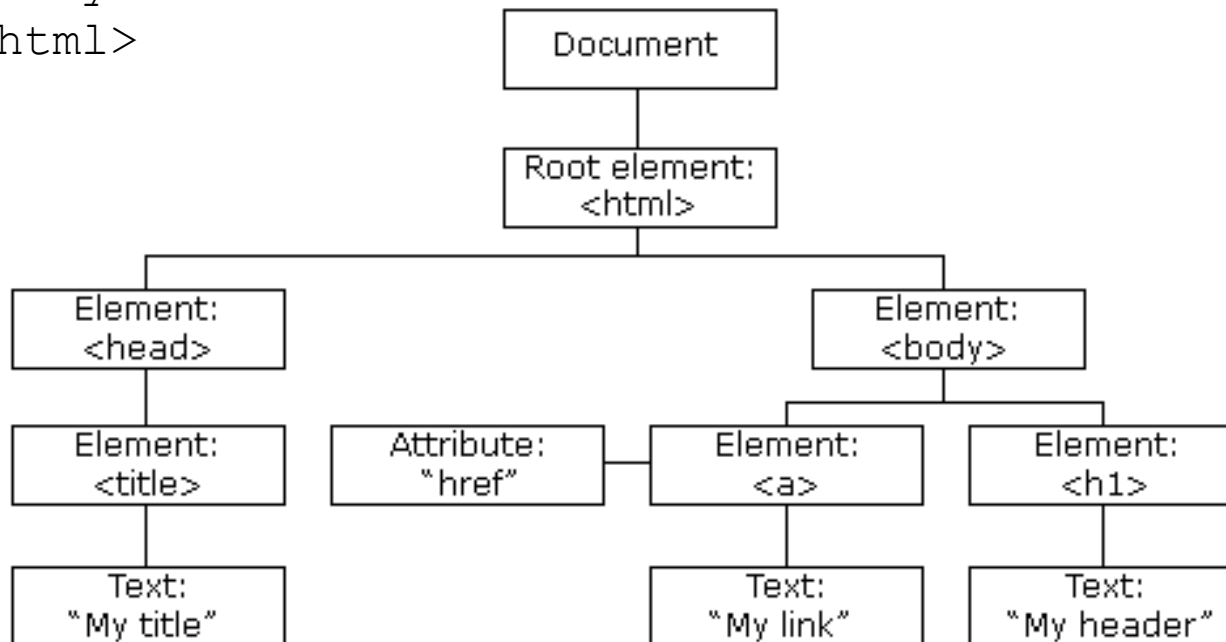 html>
Document
Root element:
<html>
Element:
<head>
Element:
<body>
Element:
<title>
Attribute:
“href”
Element:
<a>
Element:
<h1>
Text:
“My title”
Text:
“My link”
Text:
“My header”